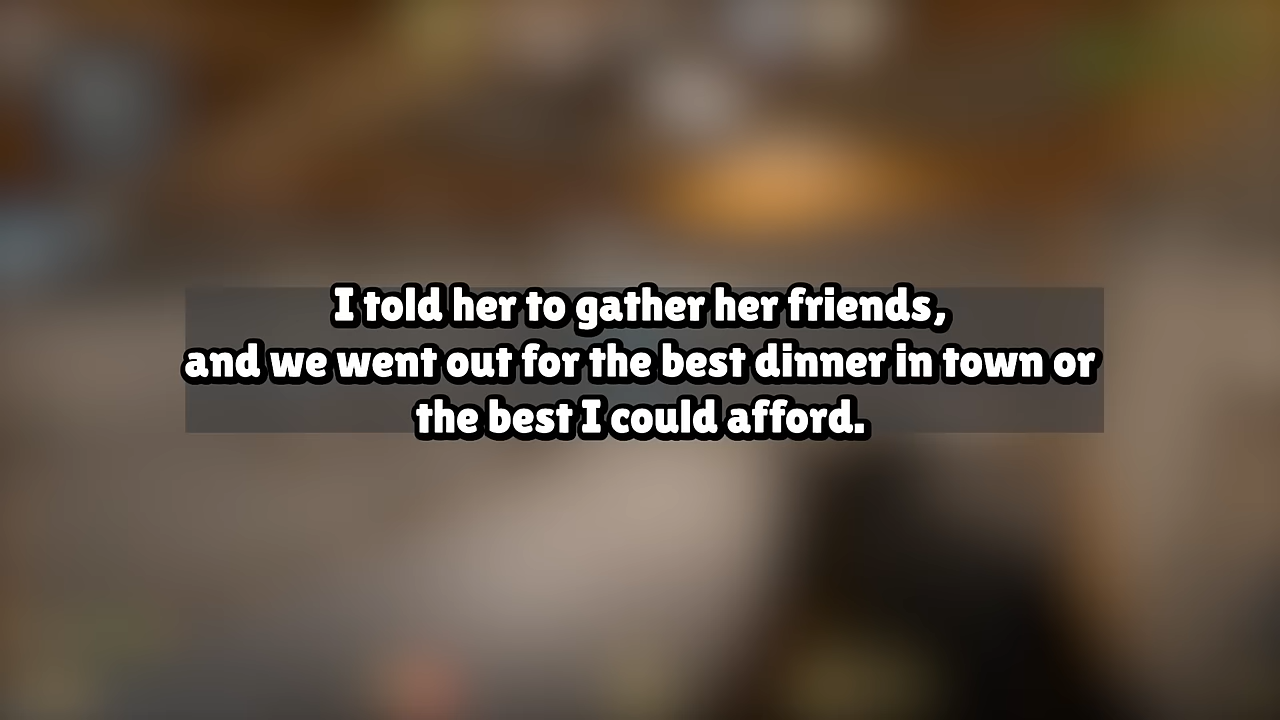 I told her to gather her friends,
and we went out for the best dinner in town or
the best I could afford.